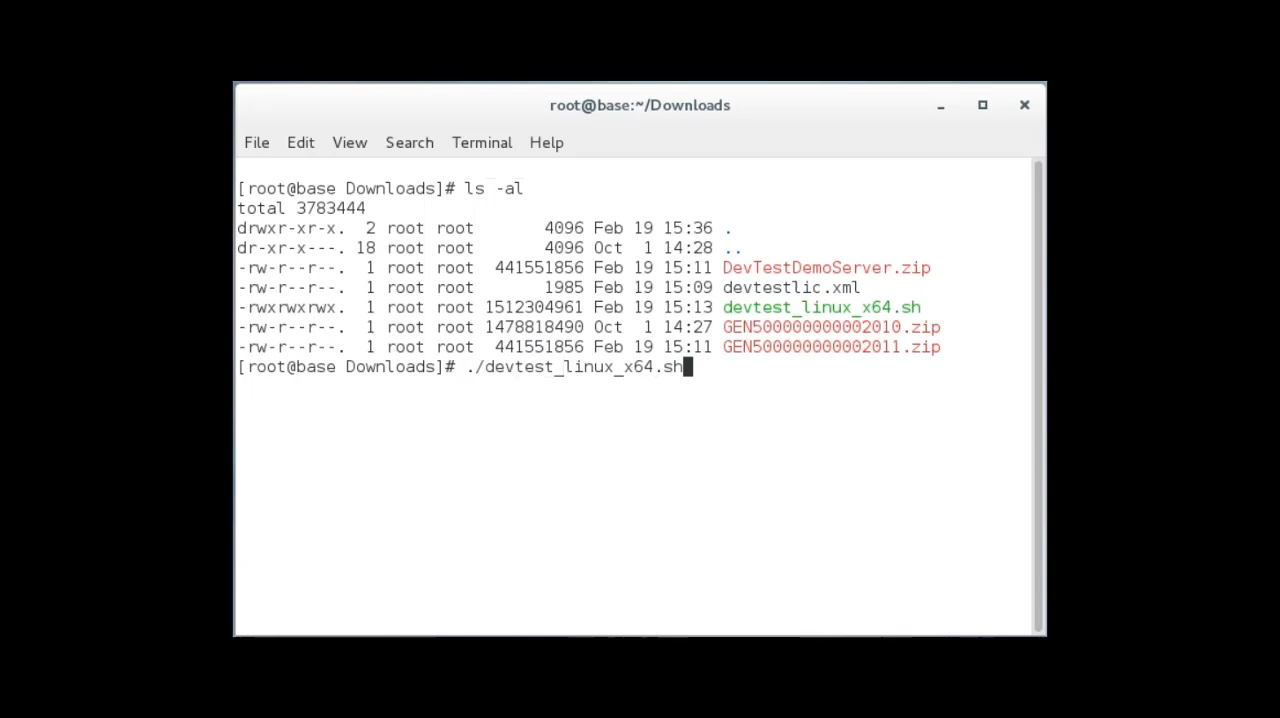 root@base:~/Downloads
File Edit View Search Terminal Help
[root@base Downloads]# ls -al
total 3783444
drwxr-xr-x.  2 root root       4096 Feb 19 15:36 .
dr-xr-x---. 18 root root       4096 Oct  1 14:28 ..
-rw-r--r--.  1 root root  441551856 Feb 19 15:11 DevTestDemoServer.zip
-rw-r--r--.  1 root root       1985 Feb 19 15:09 devtestlic.xml
-rwxrwxrwx.  1 root root 1512304961 Feb 19 15:13 devtest_linux_x64.sh
-rw-r--r--.  1 root root 1478818490 Oct  1 14:27 GEN500000000002010.zip
-rw-r--r--.  1 root root  441551856 Feb 19 15:11 GEN500000000002011.zip
[root@base Downloads]# ./devtest_linux_x64.sh